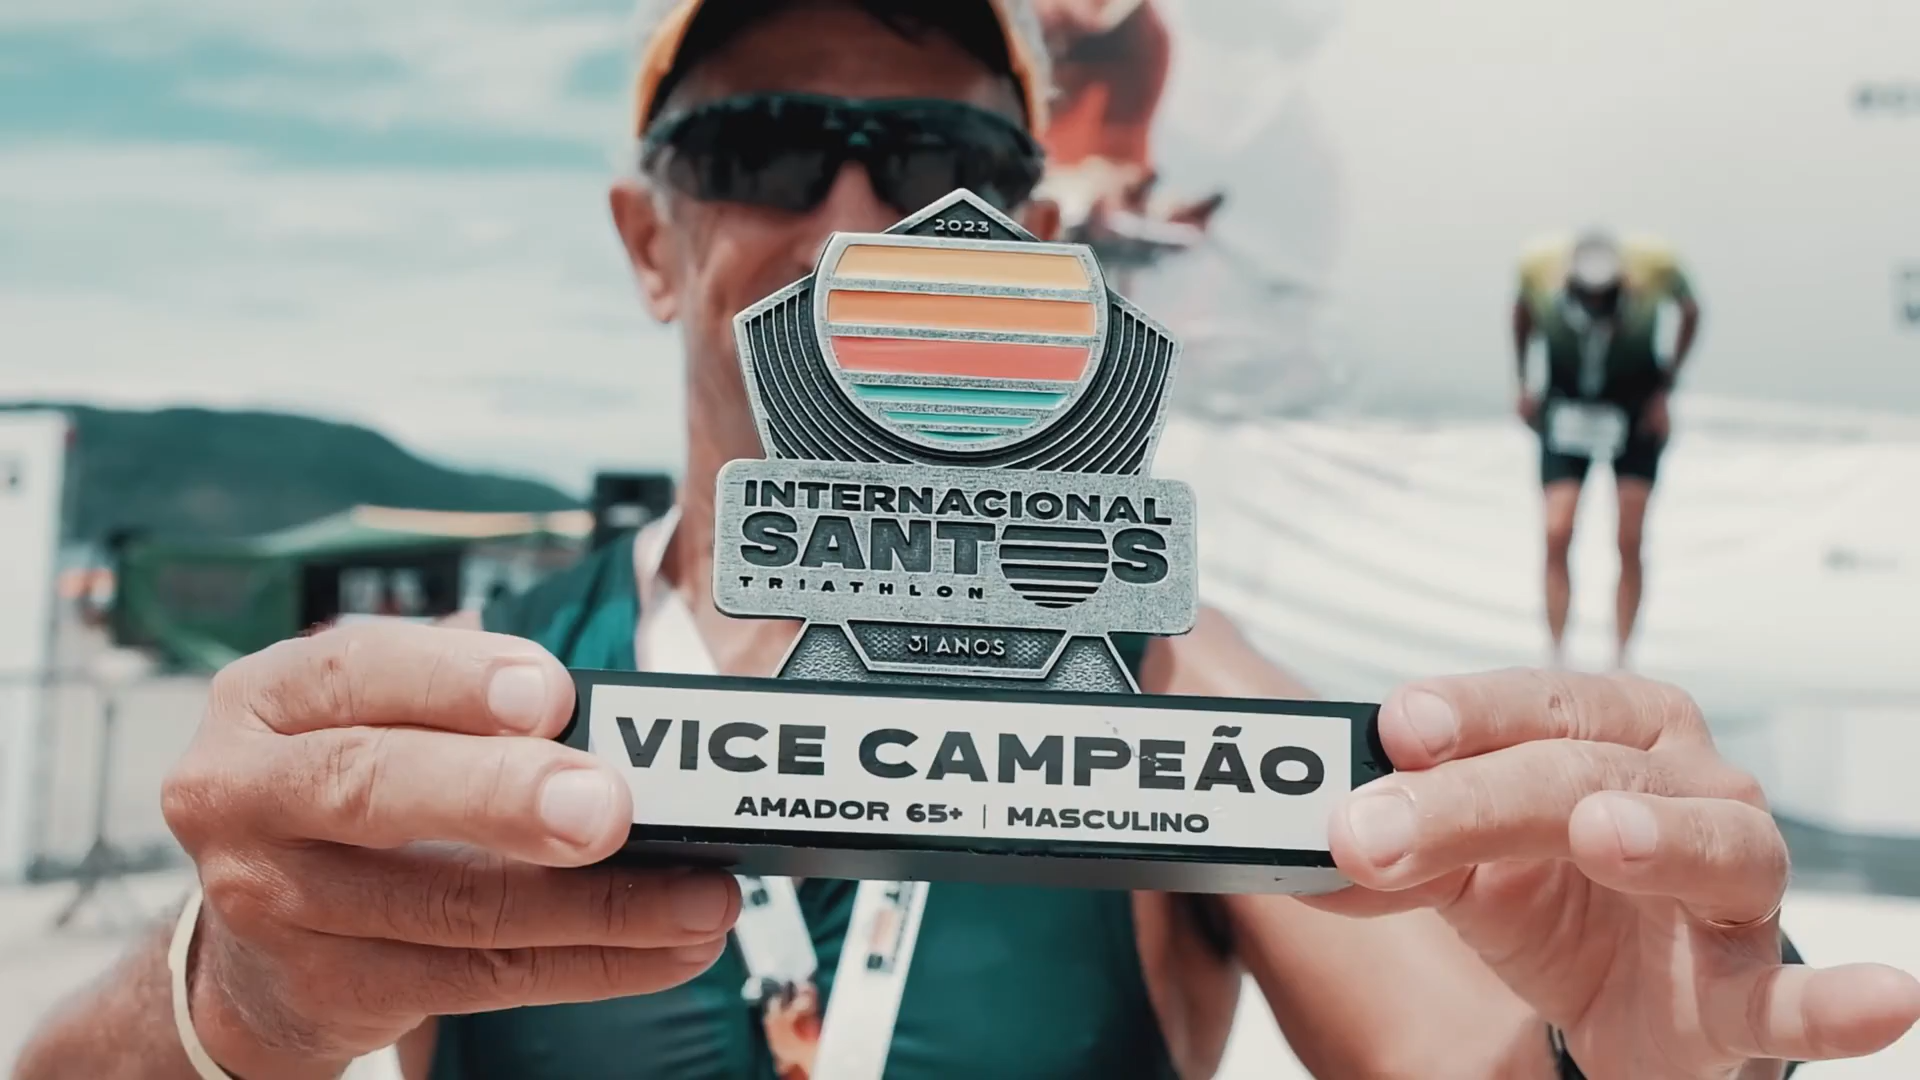 2023
INTERNACIONAL
SANTOS
TRIATHLON
31 ANOS
VICE CAMPEÃO
AMADOR 65+ | MASCULINO